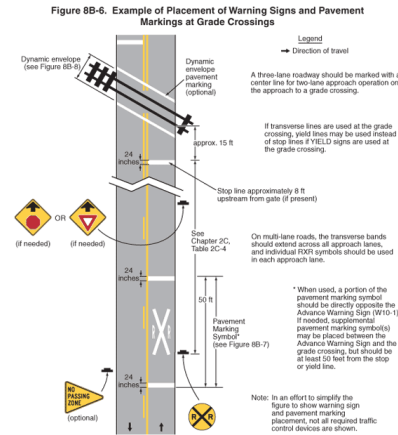 Figure 8B-6. Example of Placement of Warning Signs and Pavement
Markings at Grade Crossings
Legend
Direction of travel
Dynamic envelope
(see Figure 8B-8)
Dynamic
envelope
pavement
marking
(optional)
A three-lane roadway should be marked with a
center line for two-lane approach operation on
the approach to a grade crossing.
approx. 15 ft
If transverse lines are used at the grade
crossing, yield lines may be used instead
of stop lines if YIELD signs are used at
the grade crossing.
24
inches
Stop line approximately 8 ft
upstream from gate (if present)
OR
(if needed)
(if needed)
See
Chapter 2C,
Table 2C-4
On multi-lane roads, the transverse bands
should extend across all approach lanes,
and individual RXR symbols should be used
in each approach lane.
24
inches
50 ft
R R
Pavement
Marking
Symbol*
(see Figure 8B-7)
* When used, a portion of the
pavement marking symbol
should be directly opposite the
Advance Warning Sign (W10-1).
If needed, supplemental
pavement marking symbol(s)
may be placed between the
Advance Warning Sign and the
grade crossing, but should be
at least 50 feet from the stop
or yield line.
24
inches
NO
PASSING
ZONE
(optional)
R R
Note: In an effort to simplify the
figure to show warning sign
and pavement marking
placement, not all required traffic
control devices are shown.